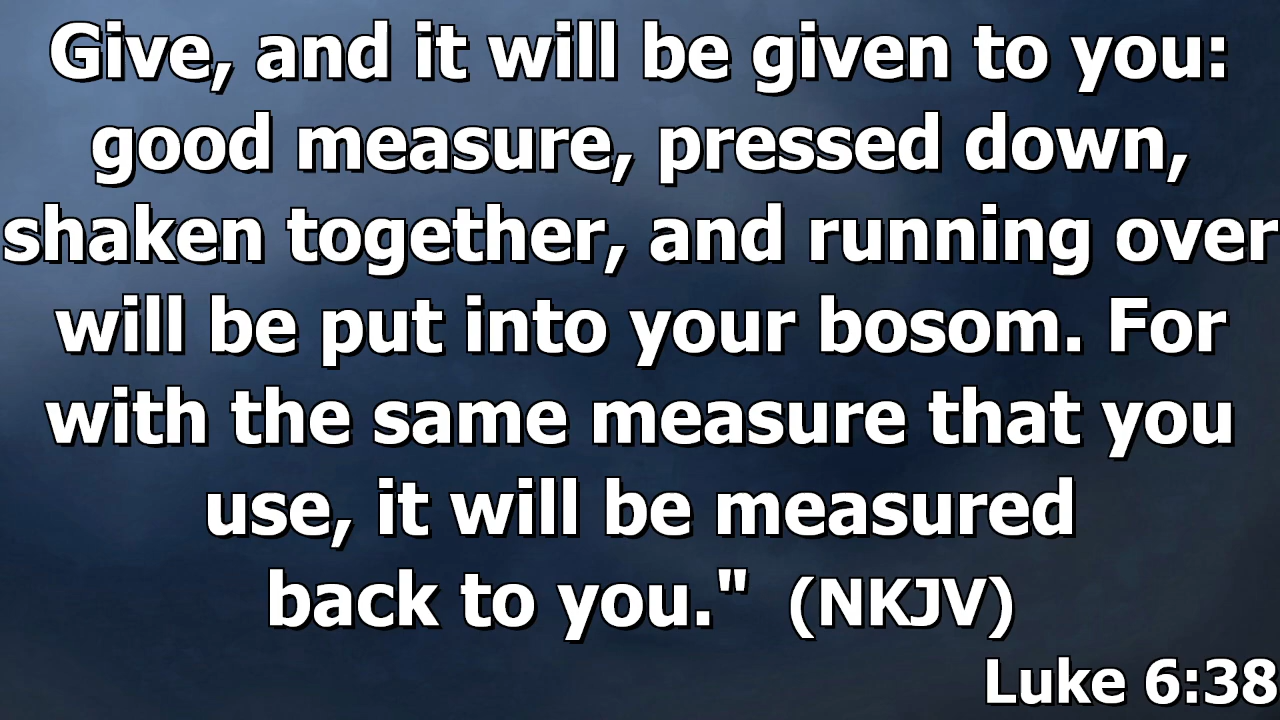 Give, and it will be given to you:
good measure, pressed down,
shaken together, and running over
will be put into your bosom. For
with the same measure that you
use, it will be measured
back to you." (NKJV)
Luke 6:38